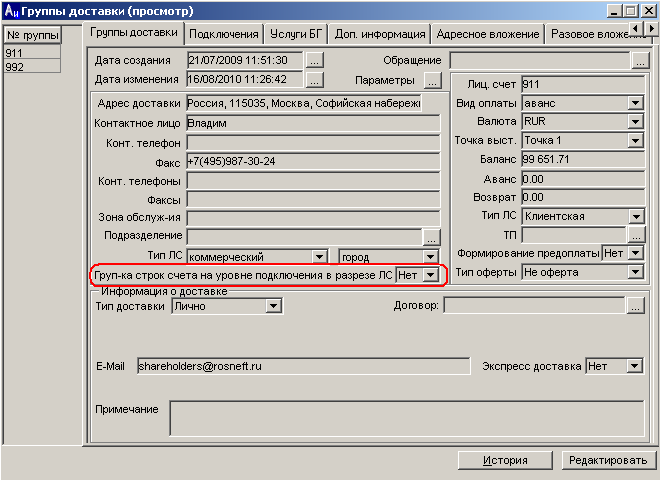 Группы доставки (просмотр)
№ группы
911
992
Группы доставки Подключения Услуги БГ Доп. информация Адресное вложение Разовое вложение
Дата создания 21/07/2009 11:51:30 ... Обращение ...
Дата изменения 16/08/2010 11:26:42 ... Параметры ...
Адрес доставки Россия, 115035, Москва, Софийская набережн
Контактное лицо Владим
Конт. телефон
Факс +7(495)987-30-24
Конт. телефоны
Факсы
Зона обслуж-ия
Подразделение ...
Тип ЛС коммерческий город
Груп-ка строк счета на уровне подключения в разрезе ЛС Нет
Лиц. счет 911
Вид оплаты аванс
Валюта RUR
Точка выст. Точка 1
Баланс 99 651.71
Аванс 0.00
Возврат 0.00
Тип ЛС Клиентская
ТП ...
Формирование предоплаты Нет
Тип оферты Не оферта
Информация о доставке
Тип доставки Лично Договор: ...
E-Mail shareholders@rosneft.ru Экспресс доставка Нет
Примечание
История Редактировать